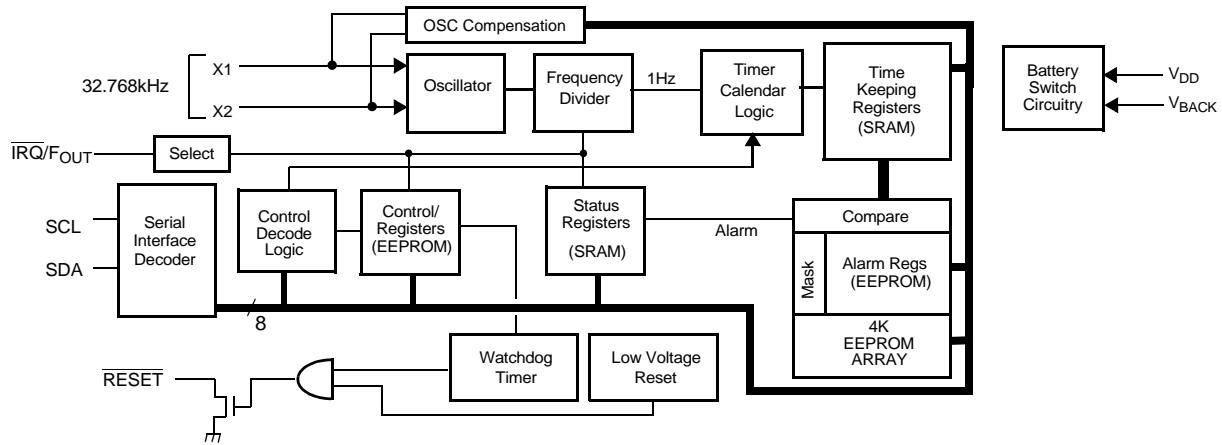 OSC Compensation
32.768kHz
X1
X2
Oscillator
Frequency
Divider
1Hz
Timer
Calendar
Logic
Time
Keeping
Registers
(SRAM)
Battery
Switch
Circuitry
VDD
VBACK
IRQ/FOUT
Select
SCL
SDA
Serial
Interface
Decoder
Control
Decode
Logic
Control/
Registers
(EEPROM)
Status
Registers
(SRAM)
Alarm
Compare
Mask
Alarm Regs
(EEPROM)
4K
EEPROM
ARRAY
8
Watchdog
Timer
Low Voltage
Reset
RESET